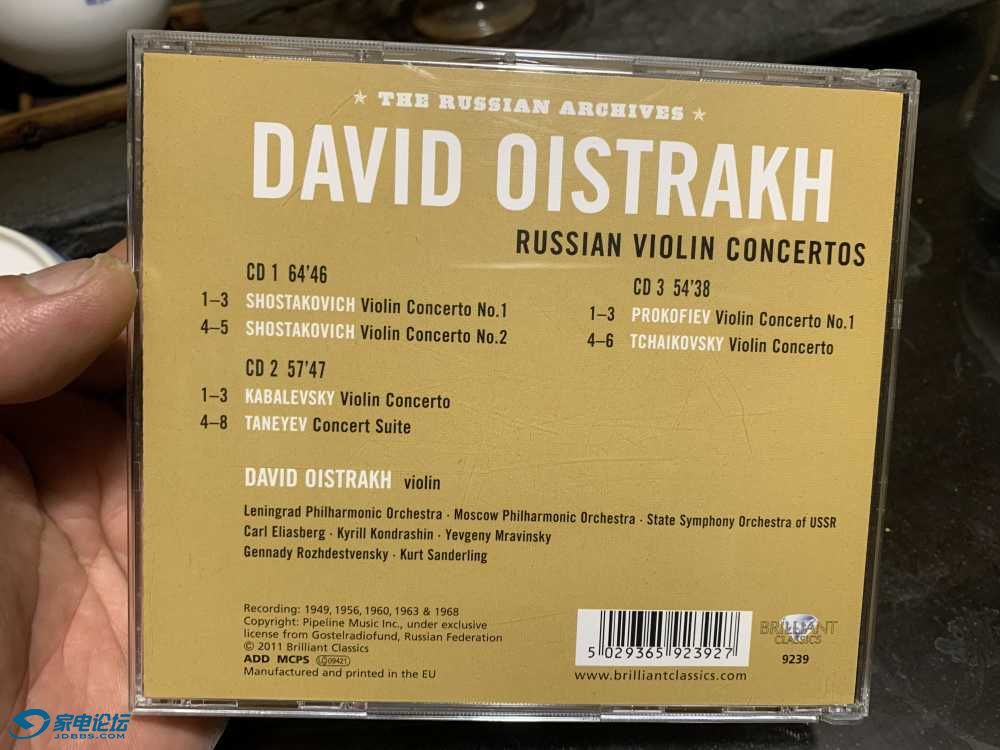 ★ THE RUSSIAN ARCHIVES ★
DAVID OISTRAKH
RUSSIAN VIOLIN CONCERTOS
CD 1 64'46
1–3 SHOSTAKOVICH Violin Concerto No.1
4–5 SHOSTAKOVICH Violin Concerto No.2
CD 2 57'47
1–3 KABALEVSKY Violin Concerto
4–8 TANEYEV Concert Suite
CD 3 54'38
1–3 PROKOFIEV Violin Concerto No.1
4–6 TCHAIKOVSKY Violin Concerto
DAVID OISTRAKH violin
Leningrad Philharmonic Orchestra · Moscow Philharmonic Orchestra · State Symphony Orchestra of USSR
Carl Eliasberg · Kyrill Kondrashin · Yevgeny Mravinsky
Gennady Rozhdestvensky · Kurt Sanderling
Recording: 1949, 1956, 1960, 1963 & 1968
Copyright: Pipeline Music Inc., under exclusive
license from Gostelradiofund, Russian Federation
© 2011 Brilliant Classics
ADD MCPS LC 09421
Manufactured and printed in the EU
5 029365 923927
www.brilliantclassics.com
BRILLIANT
CLASSICS
9239
家电论坛
JDBBS.COM